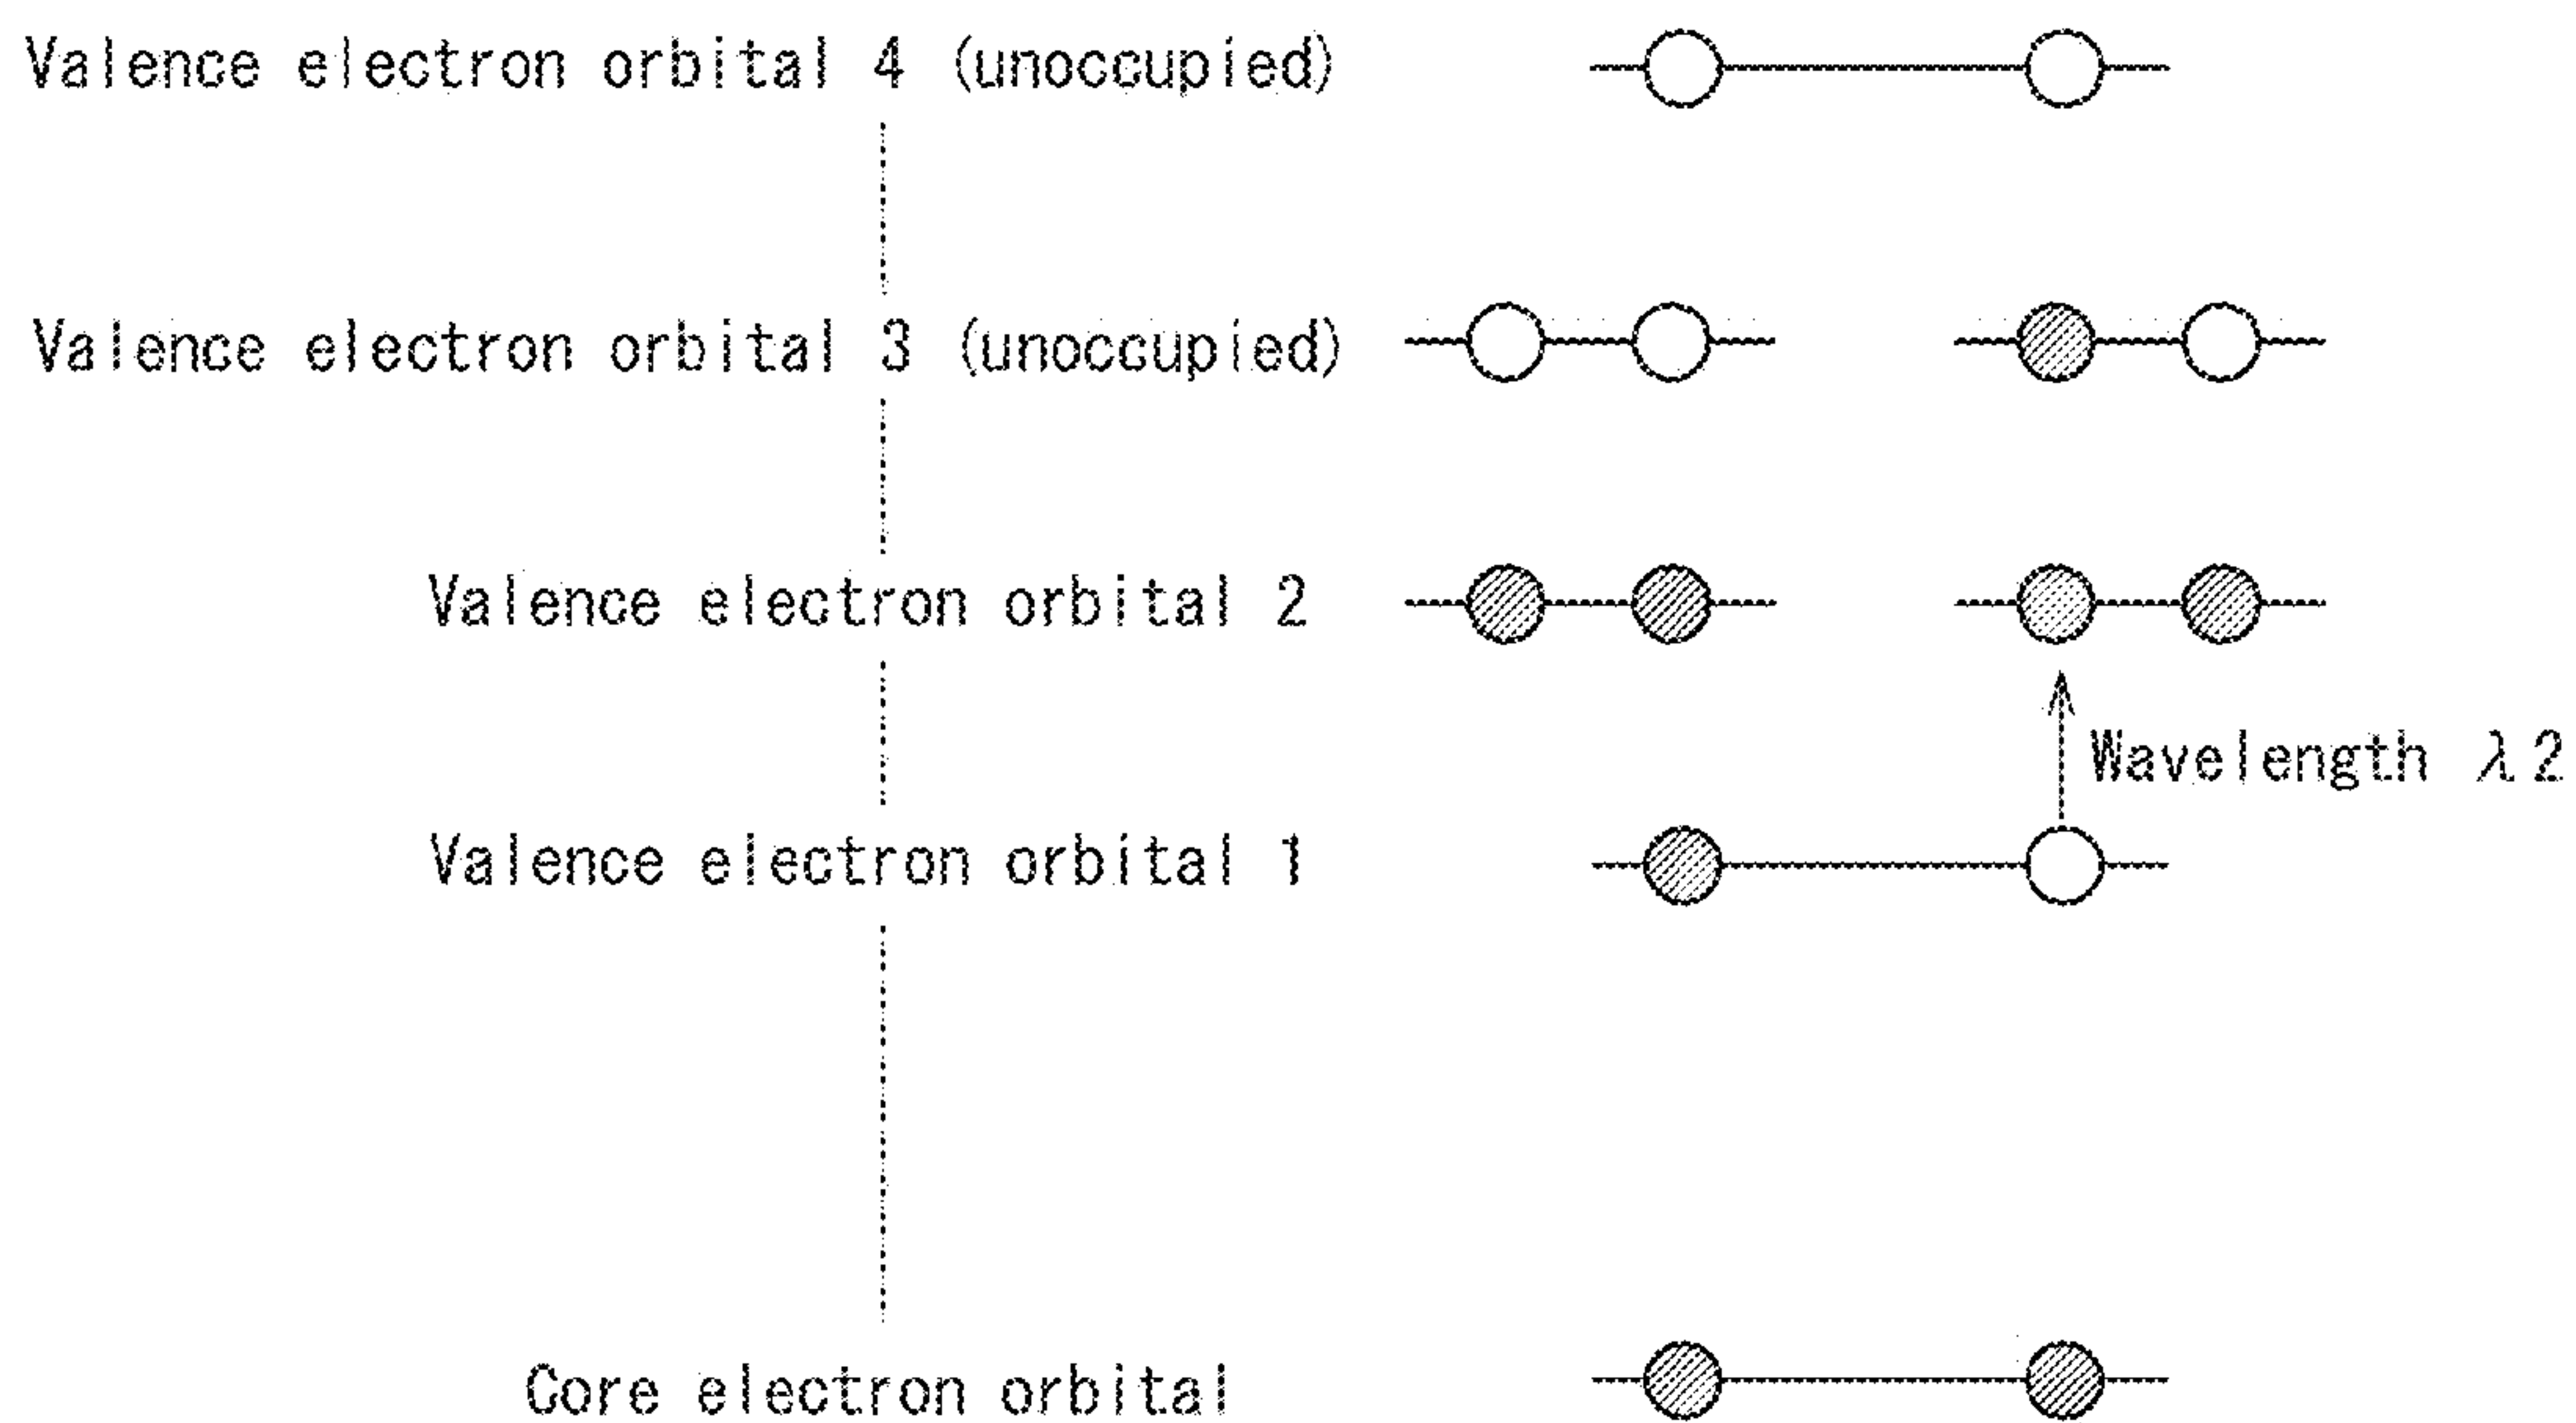 Valence electron orbital 4 (unoccupied)
Valence electron orbital 3 (unoccupied)
Valence electron orbital 2
Wavelength λ2
Valence electron orbital 1
Core electron orbital